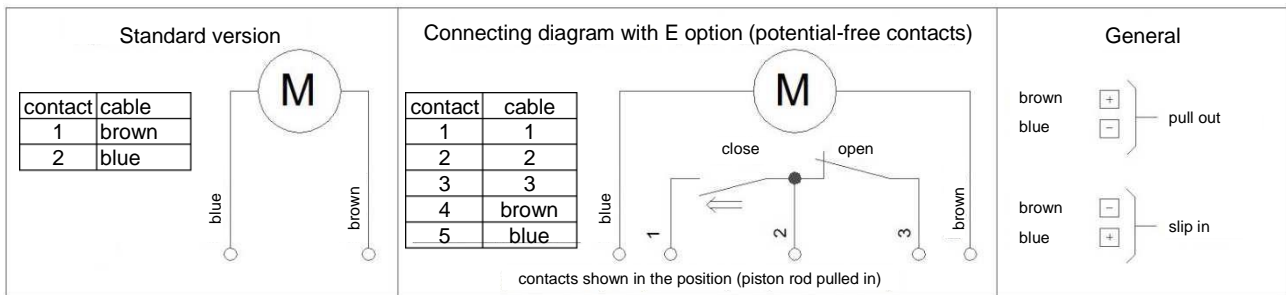 Standard version
M
contact cable
1 brown
2 blue
blue
brown
Connecting diagram with E option (potential-free contacts)
M
contact cable
1 1
2 2
3 3
4 brown
5 blue
close
open
blue
1
2
3
brown
contacts shown in the position (piston rod pulled in)
General
brown +
blue −
pull out
brown −
blue +
slip in